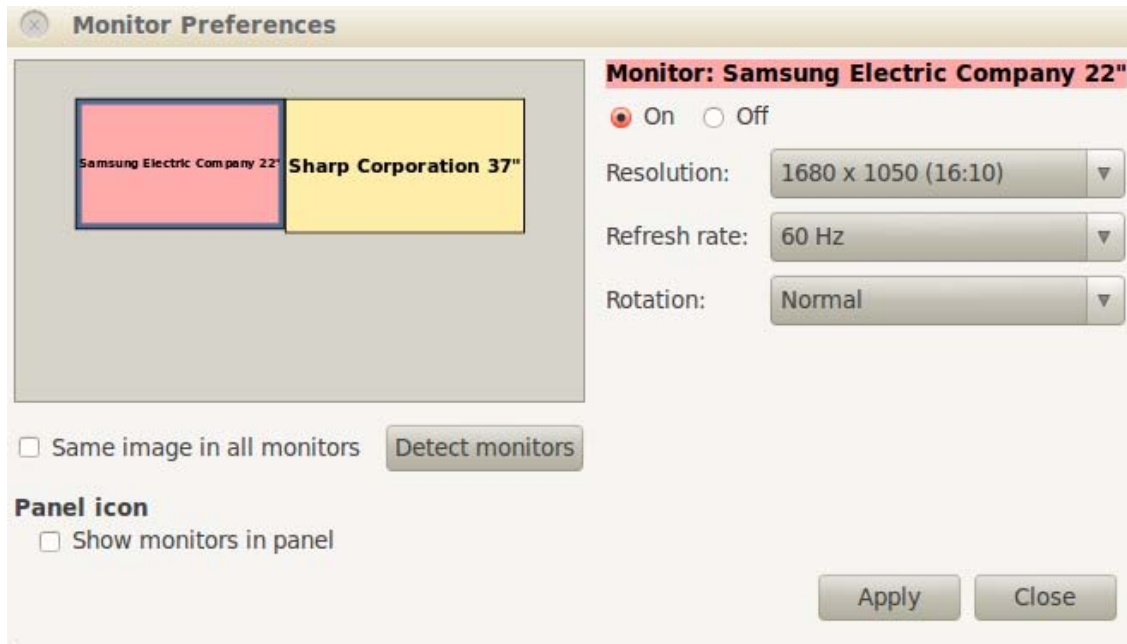 Monitor Preferences
Samsung Electric Company 22"
Sharp Corporation 37"
Monitor: Samsung Electric Company 22"
On
Off
Resolution:
1680 x 1050 (16:10)
Refresh rate:
60 Hz
Rotation:
Normal
Same image in all monitors
Detect monitors
Panel icon
Show monitors in panel
Apply
Close